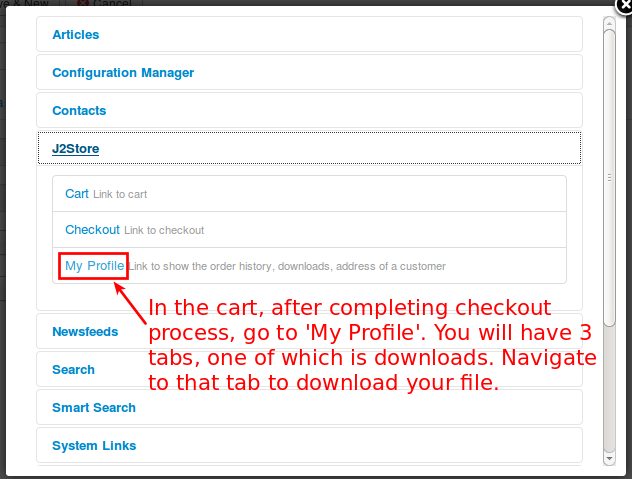 & New
Cancel
Articles
Configuration Manager
Contacts
J2Store
Cart Link to cart
Checkout Link to checkout
My Profile Link to show the order history, downloads, address of a customer
In the cart, after completing checkout
process, go to 'My Profile'. You will have 3
tabs, one of which is downloads. Navigate
to that tab to download your file.
Newsfeeds
Search
Smart Search
System Links